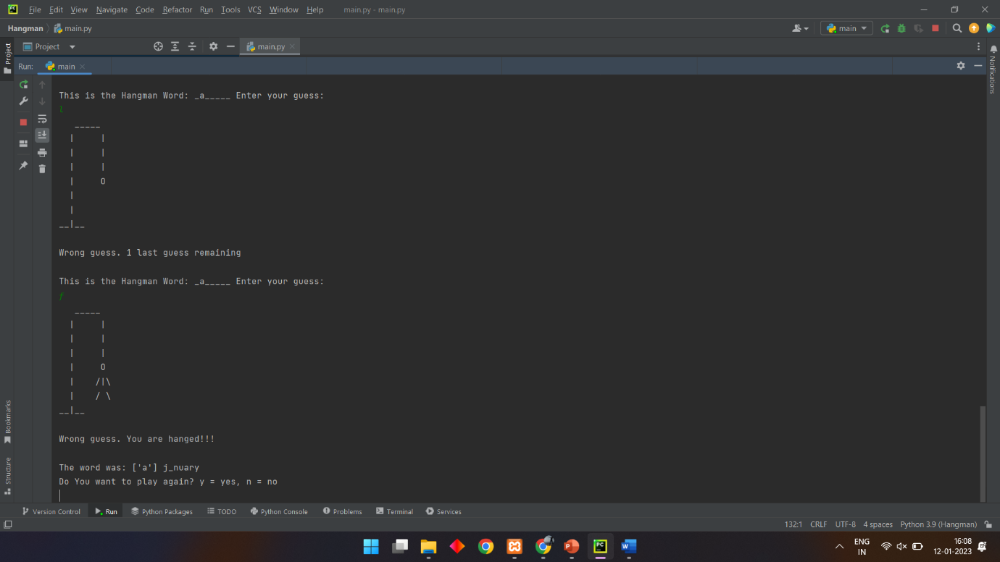 File Edit View Navigate Code Refactor Run Tools VCS Window Help main.py - main.py
Hangman main.py main
Project main.py
Run: main
Project
Notifications
This is the Hangman Word: _a_____ Enter your guess:
l
_____
|     |
|     |
|     |
|     O
|
|
__|__
Wrong guess. 1 last guess remaining
This is the Hangman Word: _a_____ Enter your guess:
f
_____
|     |
|     |
|     |
|     O
|    /|\
|    / \
__|__
Wrong guess. You are hanged!!!
The word was: ['a'] j_nuary
Do You want to play again? y = yes, n = no
Bookmarks
Structure
Version Control Run Python Packages TODO Python Console Problems Terminal Services
132:1 CRLF UTF-8 4 spaces Python 3.9 (Hangman)
ENG
IN
16:08
12-01-2023